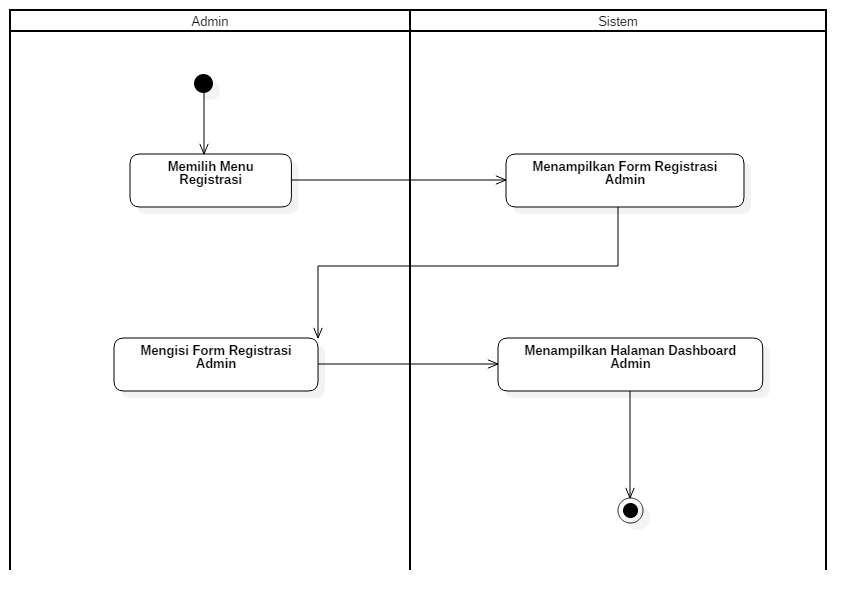 Admin
Sistem
Memilih Menu
Registrasi
Menampilkan Form Registrasi
Admin
Mengisi Form Registrasi
Admin
Menampilkan Halaman Dashboard
Admin